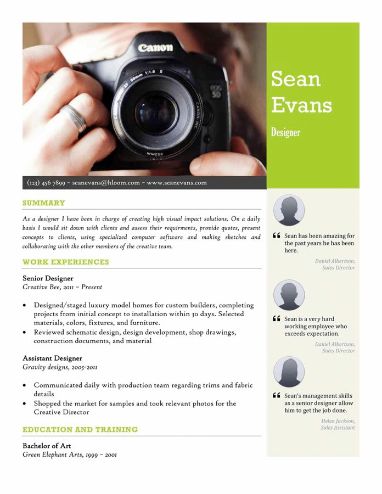 Canon
Sean
Evans
Designer
(123) 456 7899 – seanevans@hloom.com – www.seanevans.com
SUMMARY
As a designer I have been in charge of creating high visual impact solutions. On a daily
basis I would sit down with clients and assess their requirements, provide quotes, present
concepts to clients, using specialized computer software and making sketches and
collaborating with the other members of the creative team.
WORK EXPERIENCES
Senior Designer
Creative Bee, 2011 – Present
• Designed/staged luxury model homes for custom builders, completing
projects from initial concept to installation within 90 days. Selected
materials, colors, fixtures, and furniture.
• Reviewed schematic design, design development, shop drawings,
construction documents, and material
Assistant Designer
Gravity designs, 2005-2011
• Communicated daily with production team regarding trims and fabric
details
• Shopped the market for samples and took relevant photos for the
Creative Director
EDUCATION AND TRAINING
Bachelor of Art
Green Elephant Arts, 1999 – 2001
“ Sean has been amazing for
the past years he has been
here.
Daniel Albertson,
Sales Director
“ Sean is a very hard
working employee who
exceeds expectation.
Daniel Albertson,
Sales Director
“ Sean's management skills
as a senior designer allow
him to get the job done.
Helen Jackson,
Sales Assistant